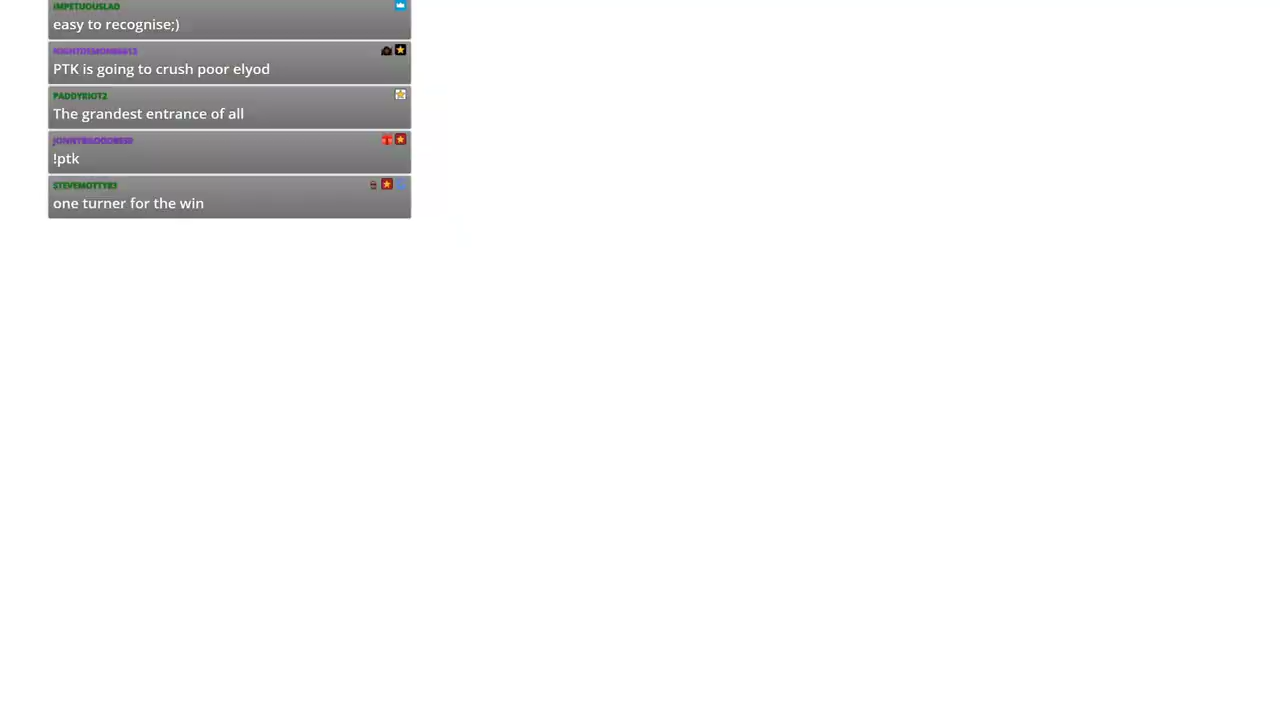 IMPETUOUSLAD
easy to recognise;)
PTK is going to crush poor elyod
PADDYRIOT2
The grandest entrance of all
!ptk
STEVEMOTTY83
one turner for the win